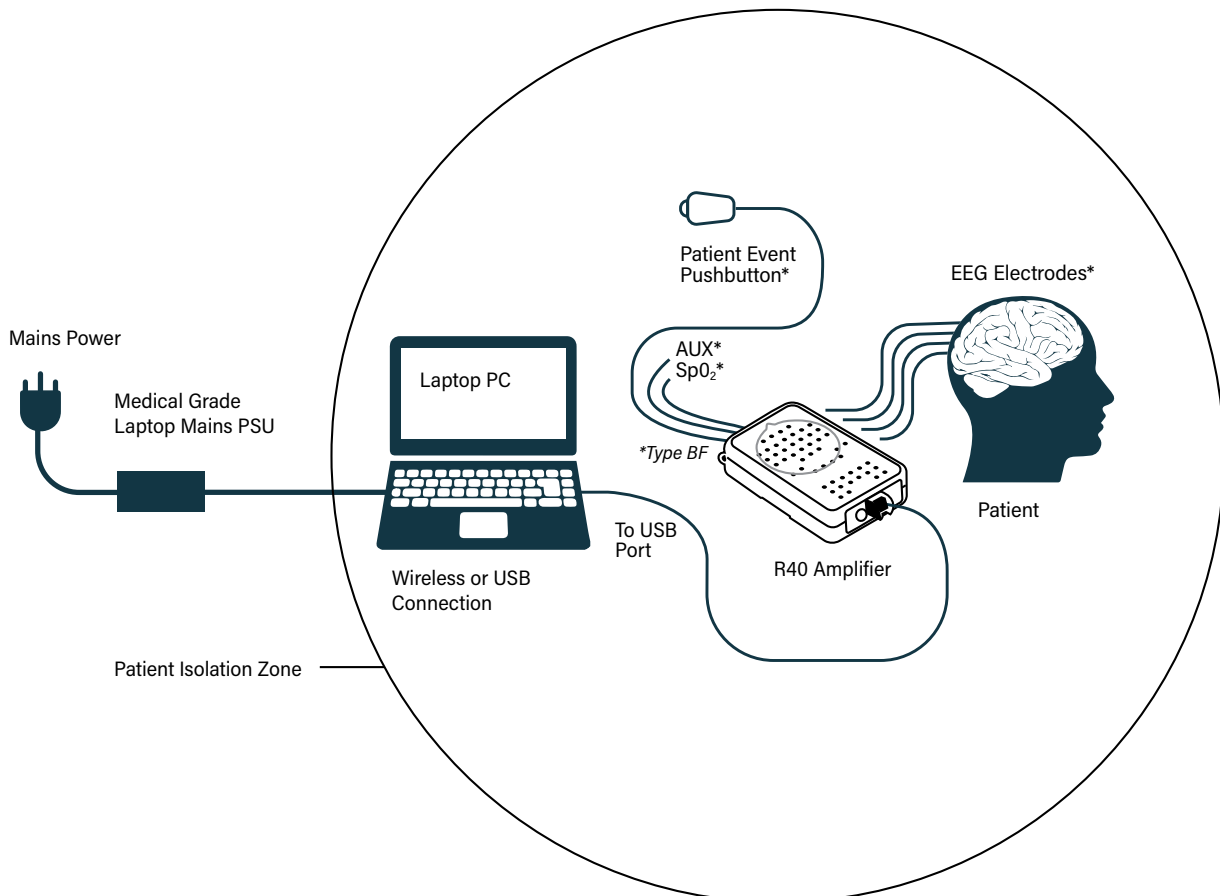 Patient Event
Pushbutton*
EEG Electrodes*
Mains Power
AUX*
Sp0₂*
Laptop PC
Medical Grade
Laptop Mains PSU
*Type BF
Patient
To USB
Port
R40 Amplifier
Wireless or USB
Connection
Patient Isolation Zone